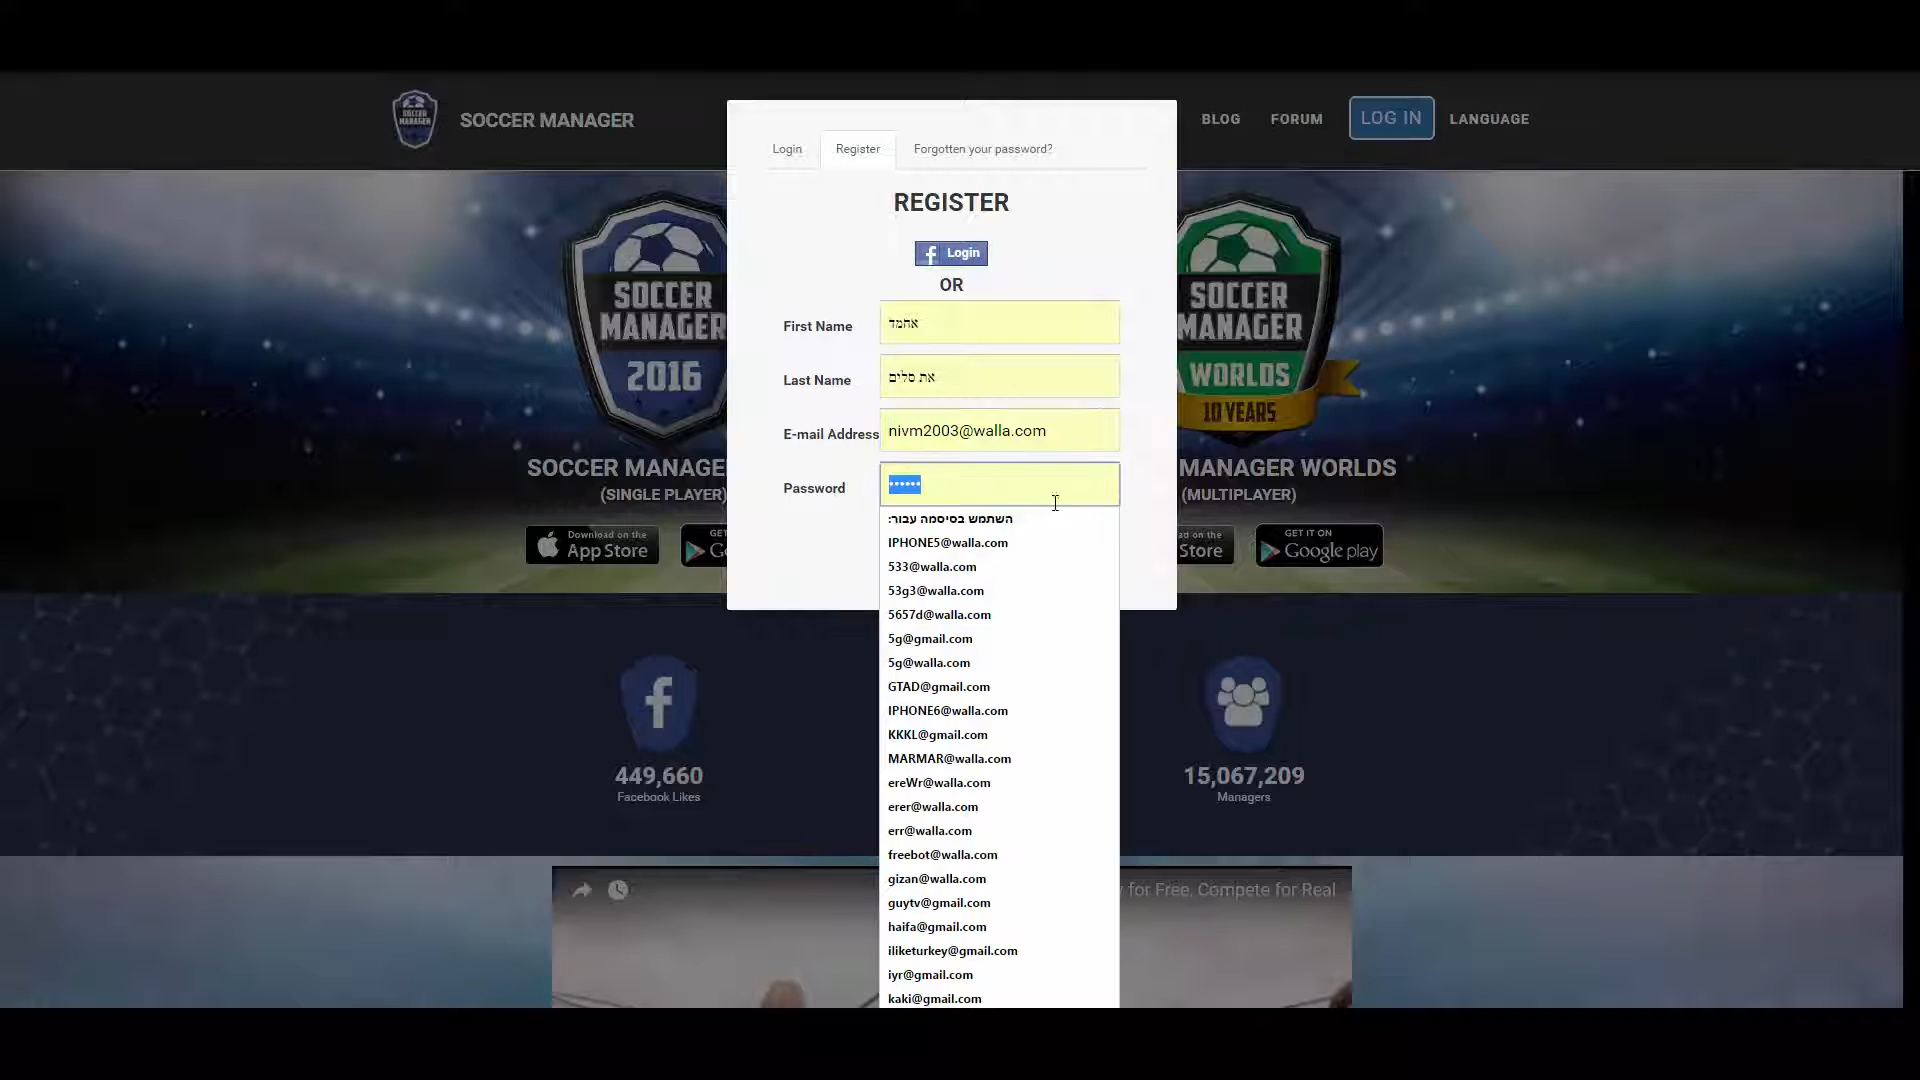 SOCCER MANAGER
SOCCER MANAGER
BLOG
FORUM
LOG IN
LANGUAGE
Login
Register
Forgotten your password?
REGISTER
f Login
OR
First Name
אחמד
Last Name
את סלים
E-mail Address
nivm2003@walla.com
Password
••••••
השתמש בסיסמה עבור:
IPHONE5@walla.com
533@walla.com
53g3@walla.com
5657d@walla.com
5g@gmail.com
5g@walla.com
GTAD@gmail.com
IPHONE6@walla.com
KKKL@gmail.com
MARMAR@walla.com
ereWr@walla.com
erer@walla.com
err@walla.com
freebot@walla.com
gizan@walla.com
guytv@gmail.com
haifa@gmail.com
iliketurkey@gmail.com
iyr@gmail.com
kaki@gmail.com
SOCCER
MANAGER
2016
SOCCER MANAGE
(SINGLE PLAYER)
Download on the
App Store
GET
G
SOCCER
MANAGER
WORLDS
10 YEARS
MANAGER WORLDS
(MULTIPLAYER)
ad on the
Store
GET IT ON
Google play
449,660
Facebook Likes
15,067,209
Managers
for Free. Compete for Real